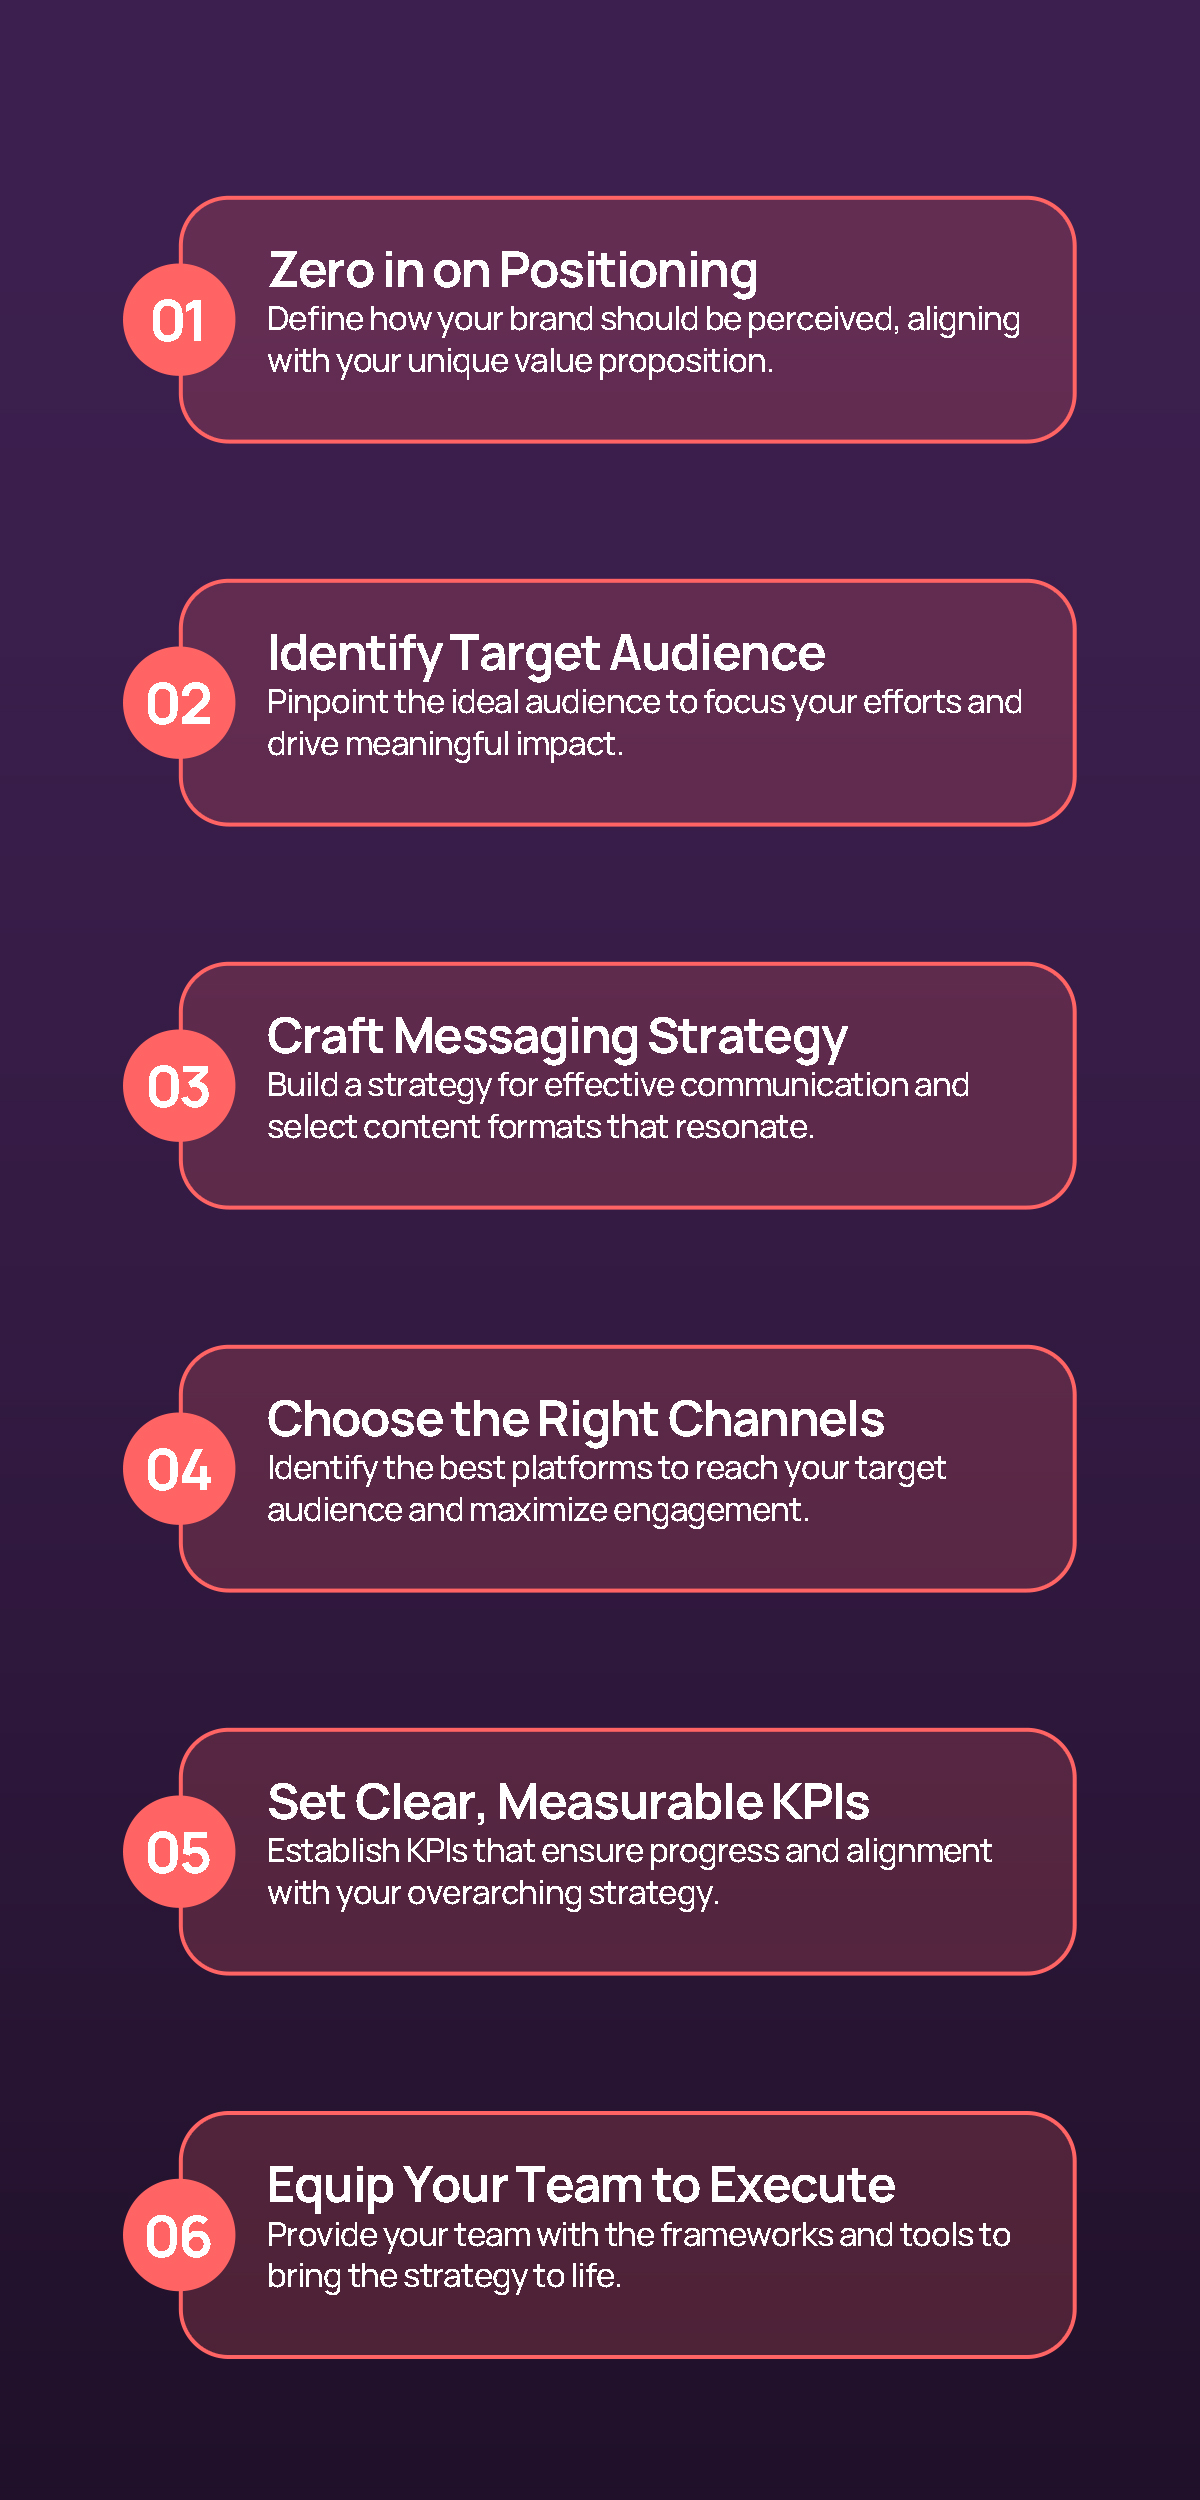 01
Zero in on Positioning
Define how your brand should be perceived, aligning
with your unique value proposition.
02
Identify Target Audience
Pinpoint the ideal audience to focus your efforts and
drive meaningful impact.
03
Craft Messaging Strategy
Build a strategy for effective communication and
select content formats that resonate.
04
Choose the Right Channels
Identify the best platforms to reach your target
audience and maximize engagement.
05
Set Clear, Measurable KPIs
Establish KPIs that ensure progress and alignment
with your overarching strategy.
06
Equip Your Team to Execute
Provide your team with the frameworks and tools to
bring the strategy to life.